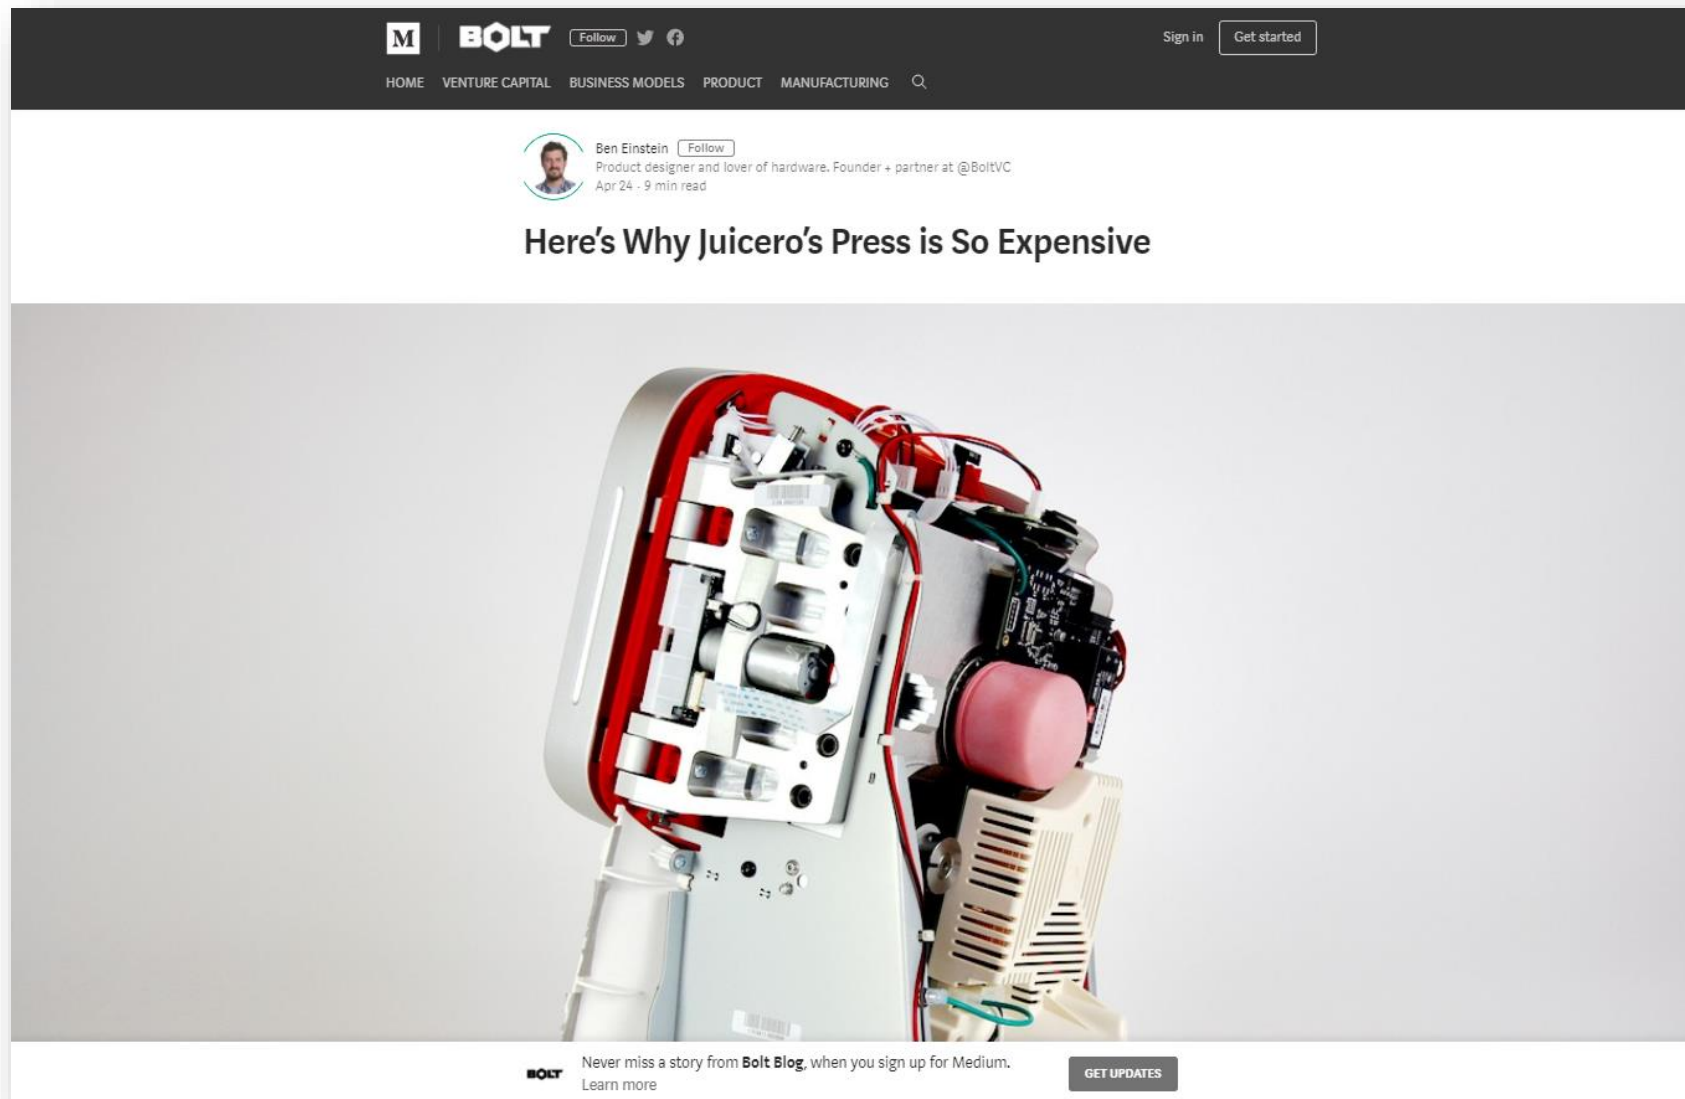 M BOLT Follow Sign in Get started
HOME VENTURE CAPITAL BUSINESS MODELS PRODUCT MANUFACTURING
Ben Einstein Follow
Product designer and lover of hardware. Founder + partner at @BoltVC
Apr 24 · 9 min read
Here’s Why Juicero’s Press is So Expensive
BOLT Never miss a story from Bolt Blog, when you sign up for Medium.
Learn more
GET UPDATES